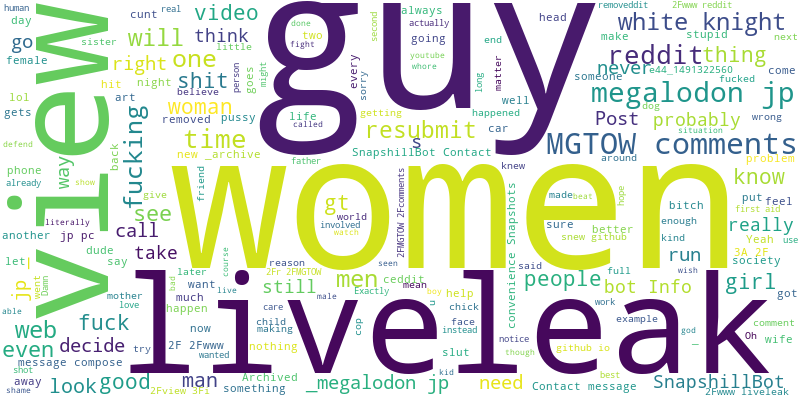 view
guy
women
liveleak
human
day
cunt
real
go
sister
female
video
will
think
little
right
one
hit
night
believe
shit
lol
gets
art
woman
removed
pussy
defend
fucking
time
new _archive
phone
already
way
back
literally
show
give
friend
jp pc
see
call
another
dude
let
say
take
jp
went
Damn
able
mother
love
bad
later
want
much
happen
course
live
web
fuck
now
even
decide
try
2F 2Fwww
wanted
message compose
shot
away
shame
look
good
man
something
always
actually
going
done
two
fight
second
head
end
youtube
whore
person
goes
might
every
sorry
long
matter
well
life
called
getting
happened
car
resubmit
s
SnapshillBot Contact
father
knew
gt
world
involved
watch
2FMGTOW 2Fcomments
reason
seen
2Fr 2FMGTOW
men
ceddit
still
Exactly
mean
male
boy
u
care
child
making
cop
help
chick
face
instead
nothing
slut
though
Archived
kid
_megalodon jp
need
white knight
removeddit
2Fwww reddit
make
stupid
next
reddit
thing
never
e44_1491322560
someone
fucked
come
megalodon jp
dog
Post
probably
wrong
situation
MGTOW
comments
around
problem
made
beat
hope
bitch
know
put
feel
enough
first aid
sure
better
really
use
snew github
kind
Yeah
3A 2F
said
run
society
convenience Snapshots
people
full
wish
girl
bot Info
got
work
god
notice
example
Oh
comment
wife
github io
_
best
Contact message
SnapshillBot
2Fview 3Fi
2Fwww liveleak